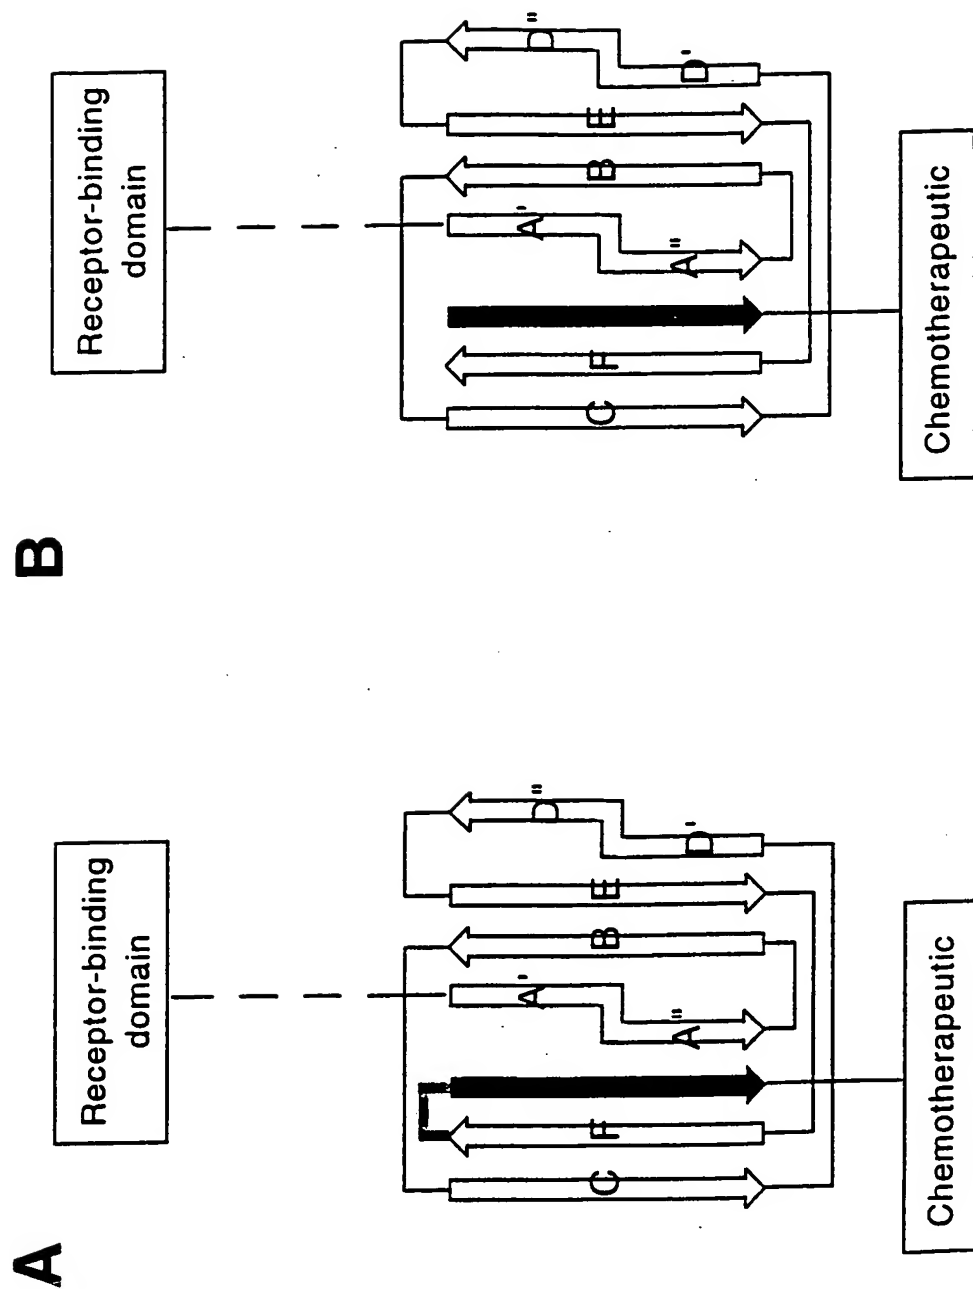 A
Receptor-binding
domain
A' D"
C F B E
A" D'
Chemotherapeutic
B
Receptor-binding
domain
A' D"
C F B E
A" D'
Chemotherapeutic